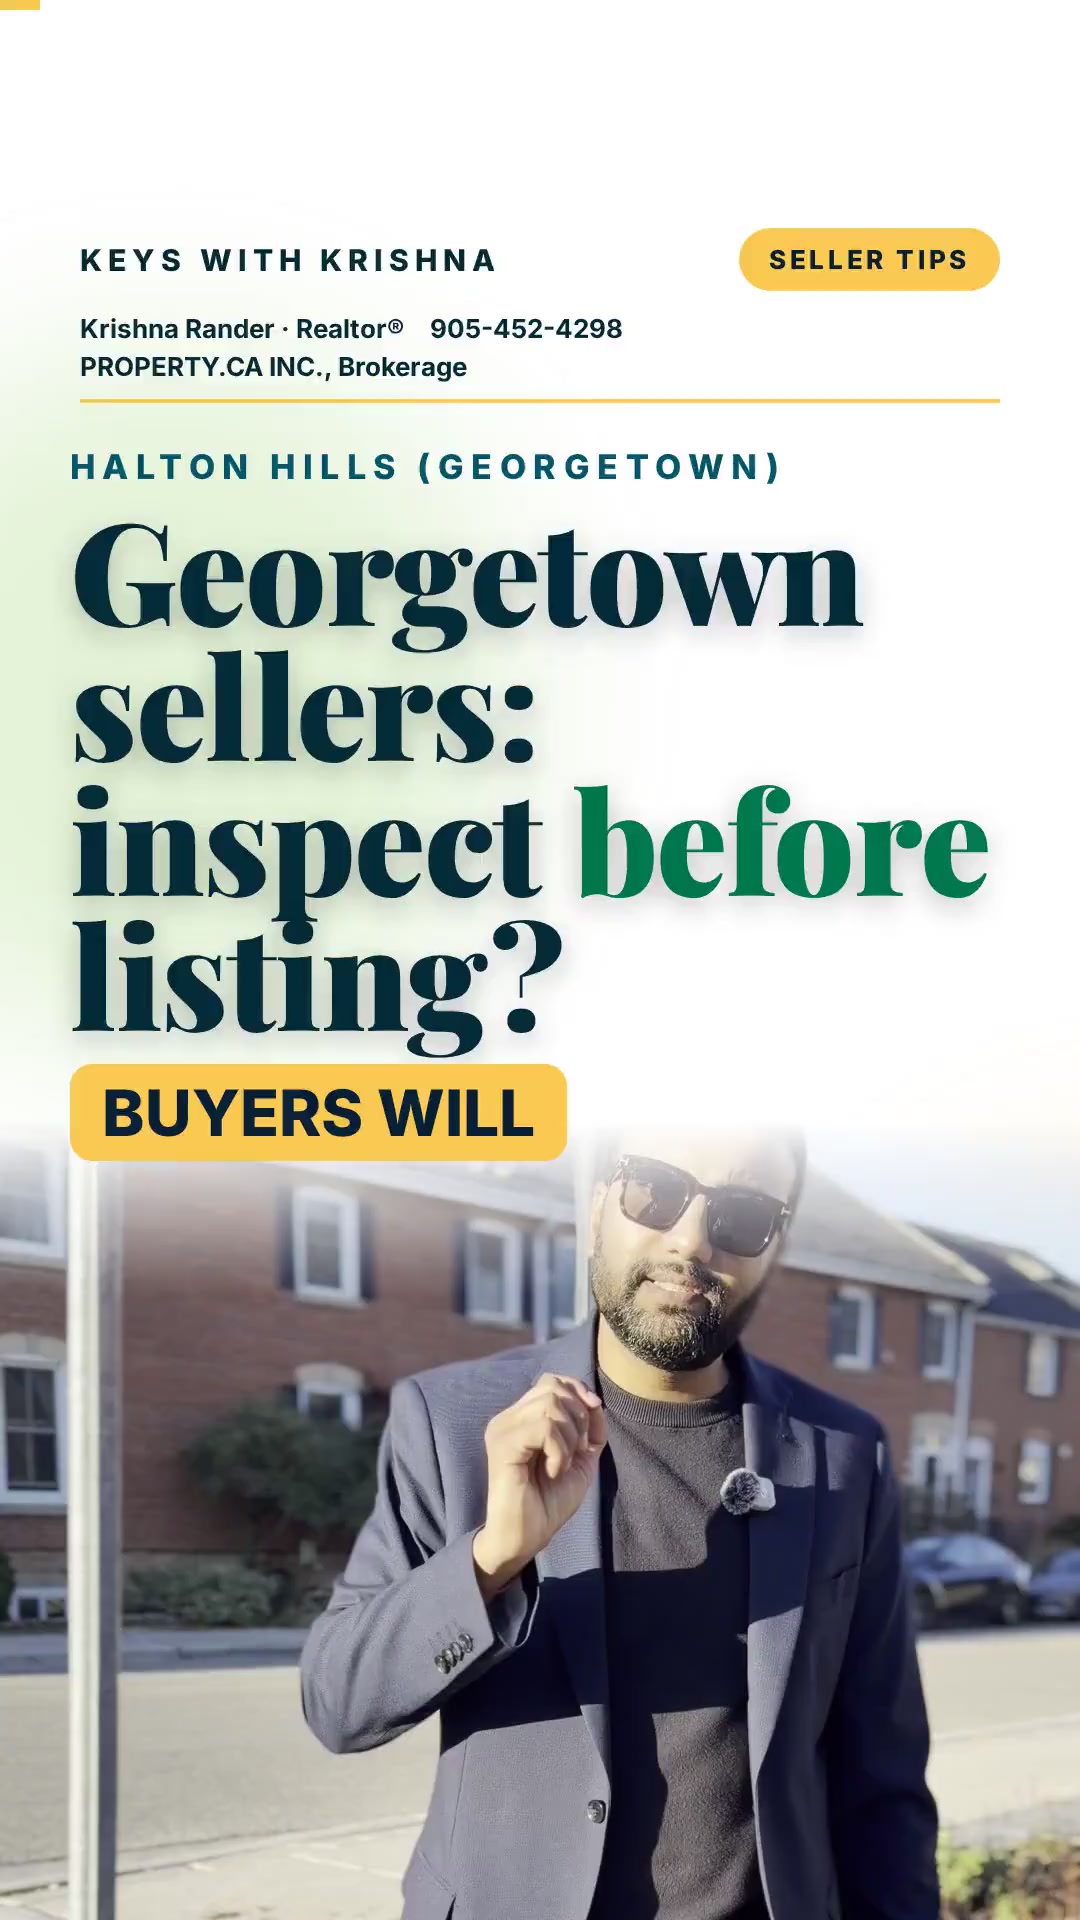 KEYS WITH KRISHNA
SELLER TIPS
Krishna Rander · Realtor® 905-452-4298
PROPERTY.CA INC., Brokerage
HALTON HILLS (GEORGETOWN)
Georgetown
sellers:
inspect before
listing?
BUYERS WILL